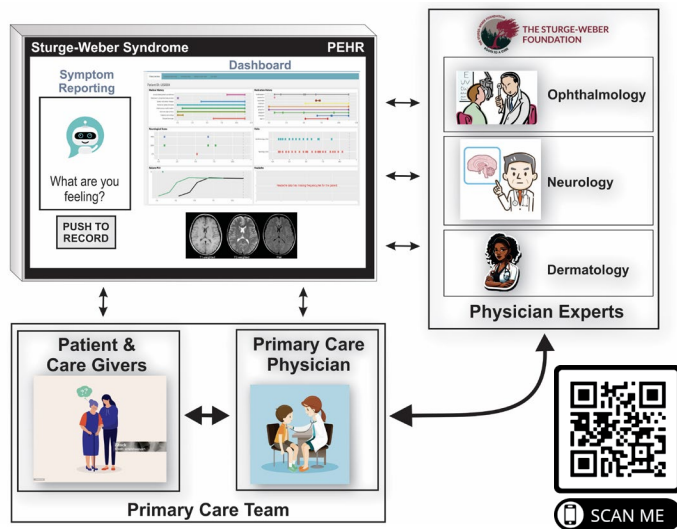 Sturge-Weber Syndrome PEHR
Symptom
Reporting
Dashboard
What are you
feeling?
PUSH TO
RECORD
THE STURGE-WEBER
FOUNDATION
Ophthalmology
Neurology
Dermatology
Physician Experts
Patient &
Care Givers
Primary Care
Physician
Primary Care Team
SCAN ME